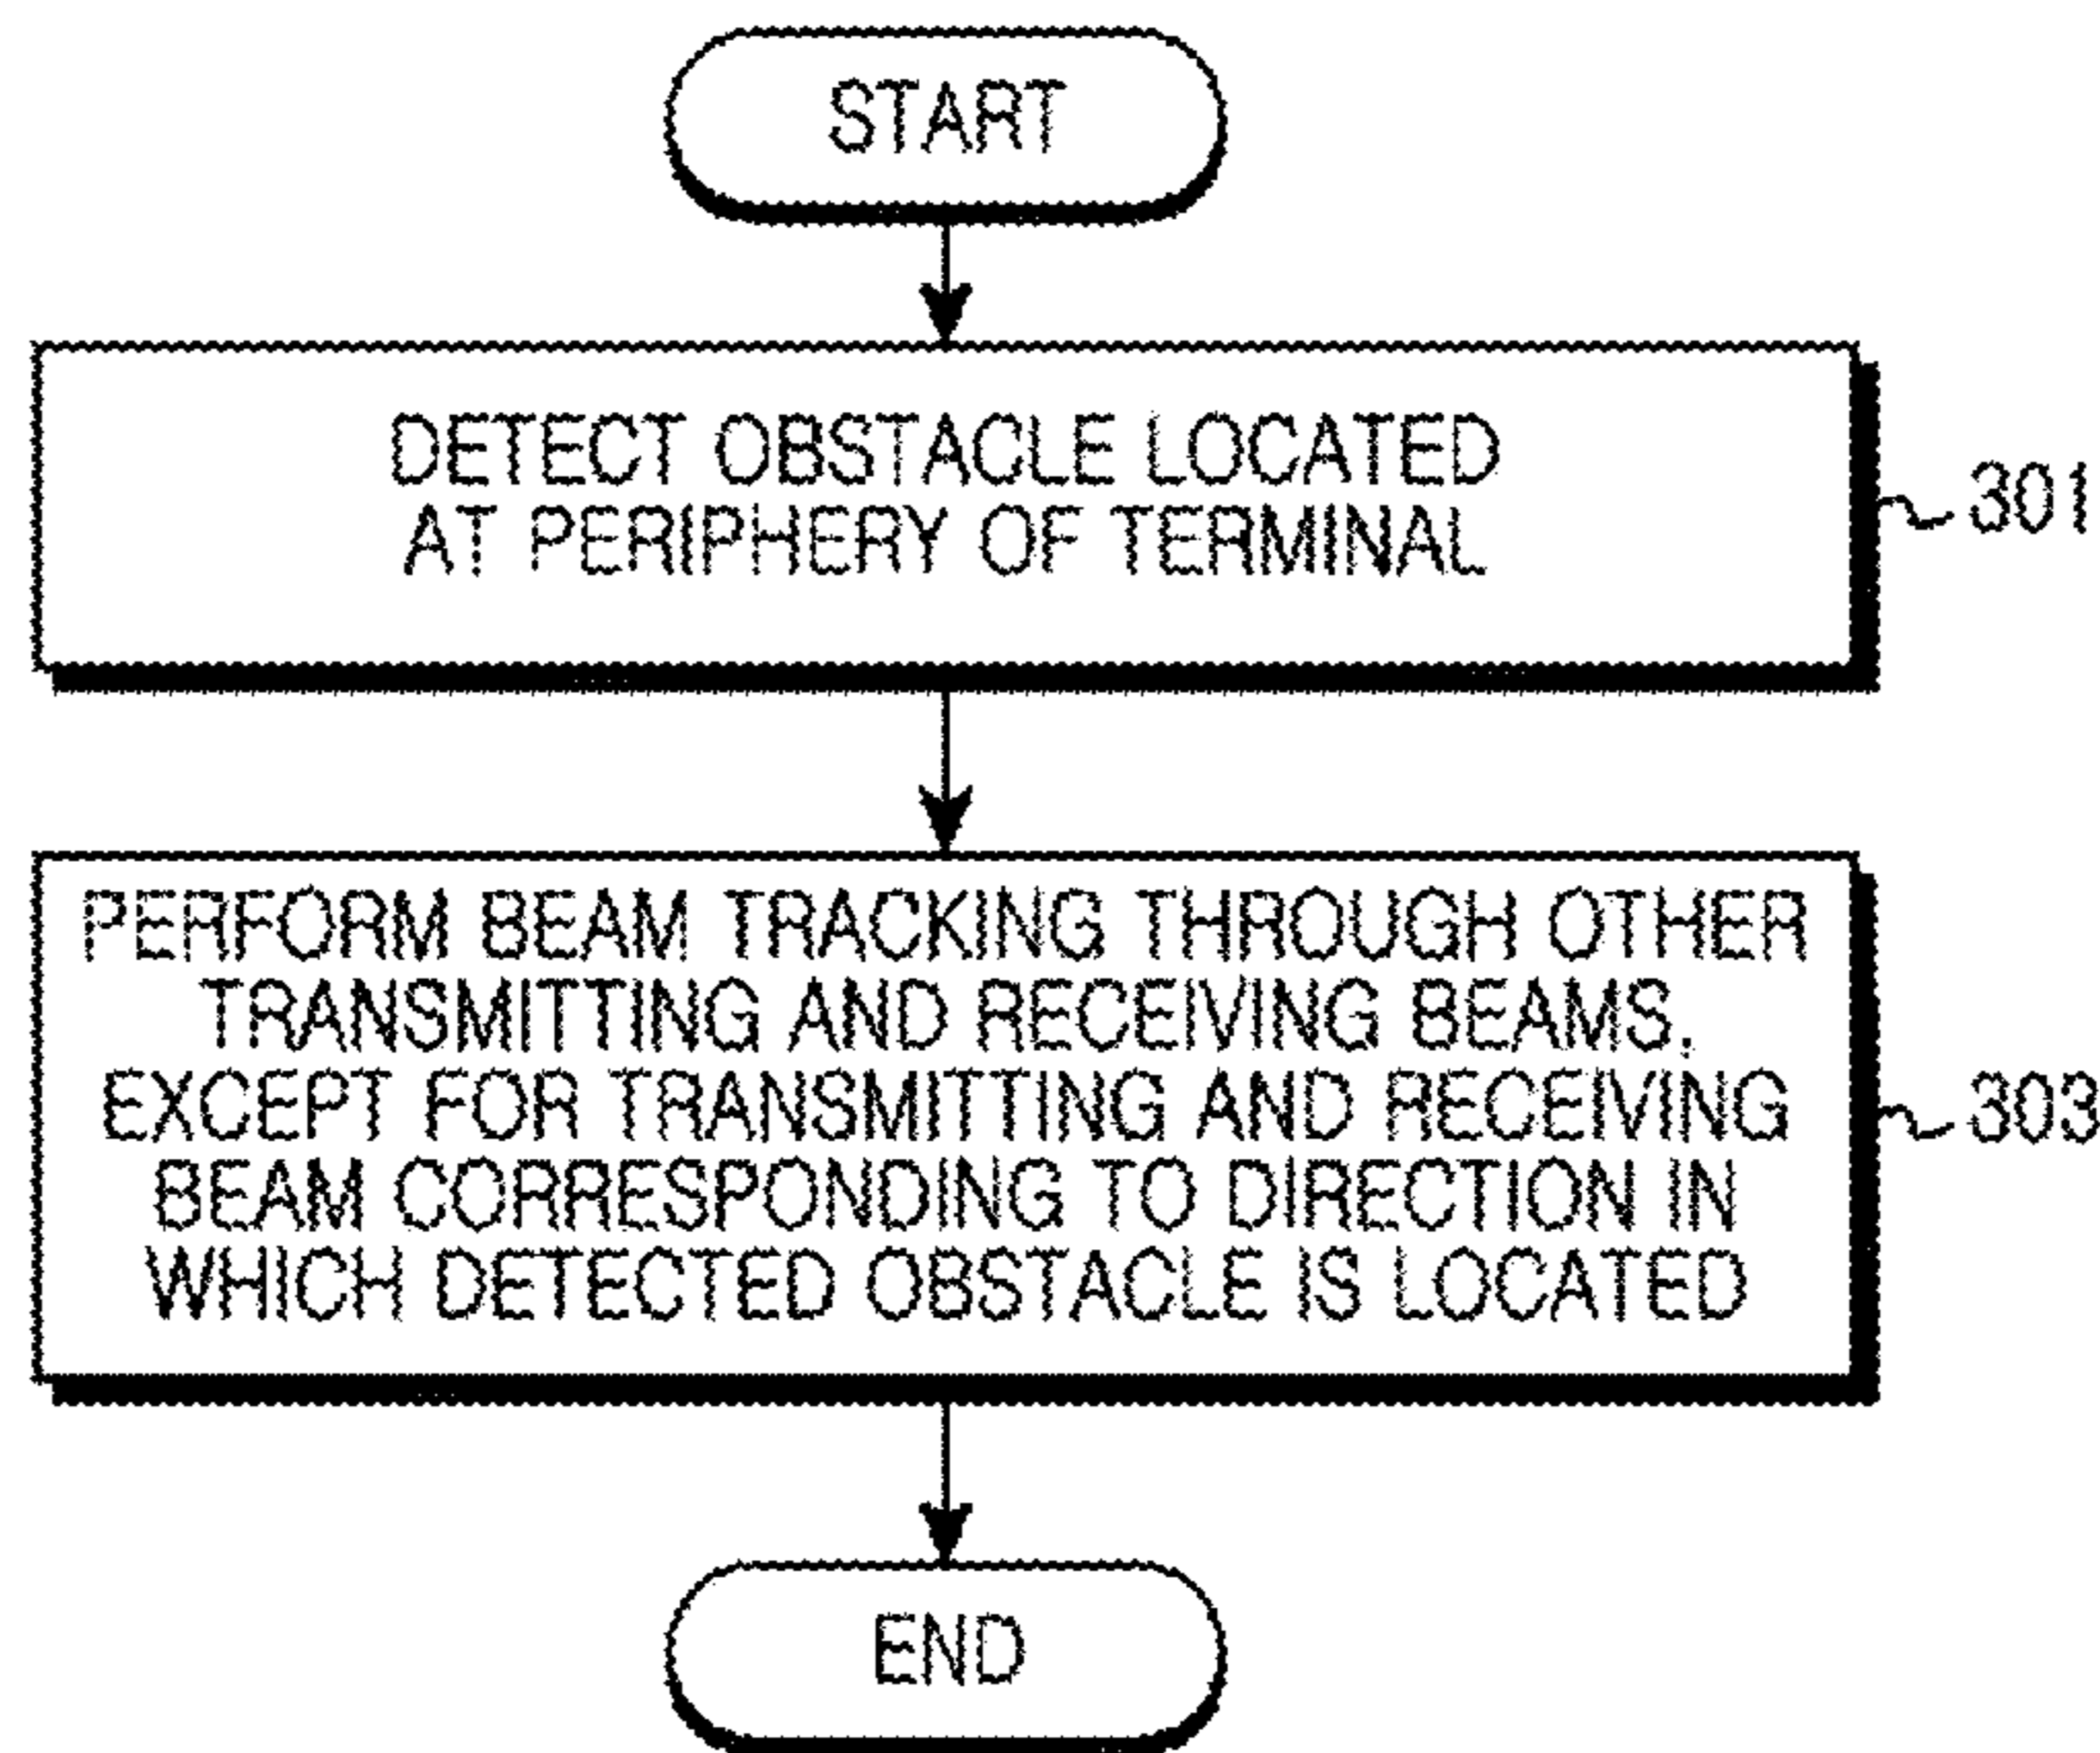 START
DETECT OBSTACLE LOCATED
AT PERIPHERY OF TERMINAL
301
PERFORM BEAM TRACKING THROUGH OTHER
TRANSMITTING AND RECEIVING BEAMS,
EXCEPT FOR TRANSMITTING AND RECEIVING
BEAM CORRESPONDING TO DIRECTION IN
WHICH DETECTED OBSTACLE IS LOCATED
303
END